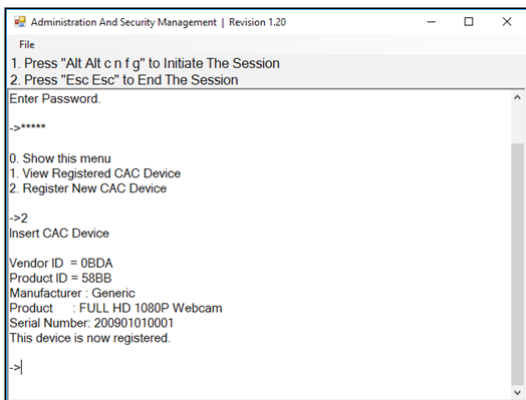 Administration And Security Management | Revision 1.20
File
1. Press "Alt Alt c n f g" to Initiate The Session
2. Press "Esc Esc" to End The Session
Enter Password.
->*****
0. Show this menu
1. View Registered CAC Device
2. Register New CAC Device
->2
Insert CAC Device
Vendor ID = 0BDA
Product ID = 58BB
Manufacturer : Generic
Product : FULL HD 1080P Webcam
Serial Number: 200901010001
This device is now registered.
->